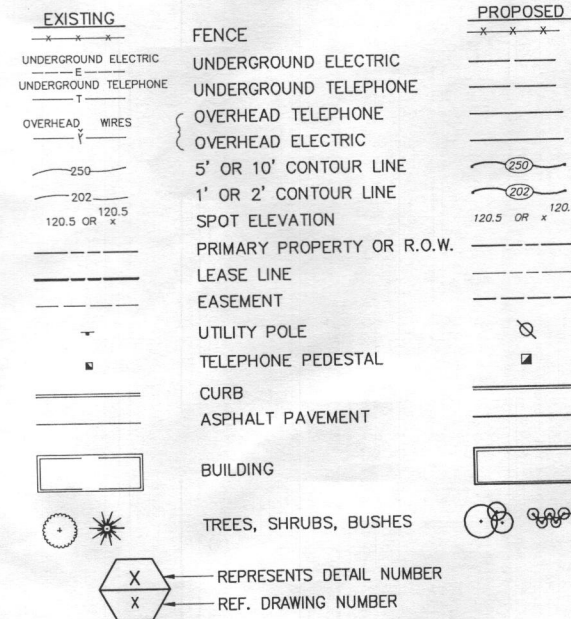 EXISTING PROPOSED
x x x FENCE x x x
UNDERGROUND ELECTRIC
E UNDERGROUND ELECTRIC
UNDERGROUND TELEPHONE
T UNDERGROUND TELEPHONE
OVERHEAD TELEPHONE
OVERHEAD WIRES
OVERHEAD ELECTRIC
250 5' OR 10' CONTOUR LINE 250
202 1' OR 2' CONTOUR LINE 202
120.5 OR x 120.5 SPOT ELEVATION 120.5 OR x 120.
PRIMARY PROPERTY OR R.O.W.
LEASE LINE
EASEMENT
UTILITY POLE
TELEPHONE PEDESTAL
CURB
ASPHALT PAVEMENT
BUILDING
TREES, SHRUBS, BUSHES
X REPRESENTS DETAIL NUMBER
X REF. DRAWING NUMBER